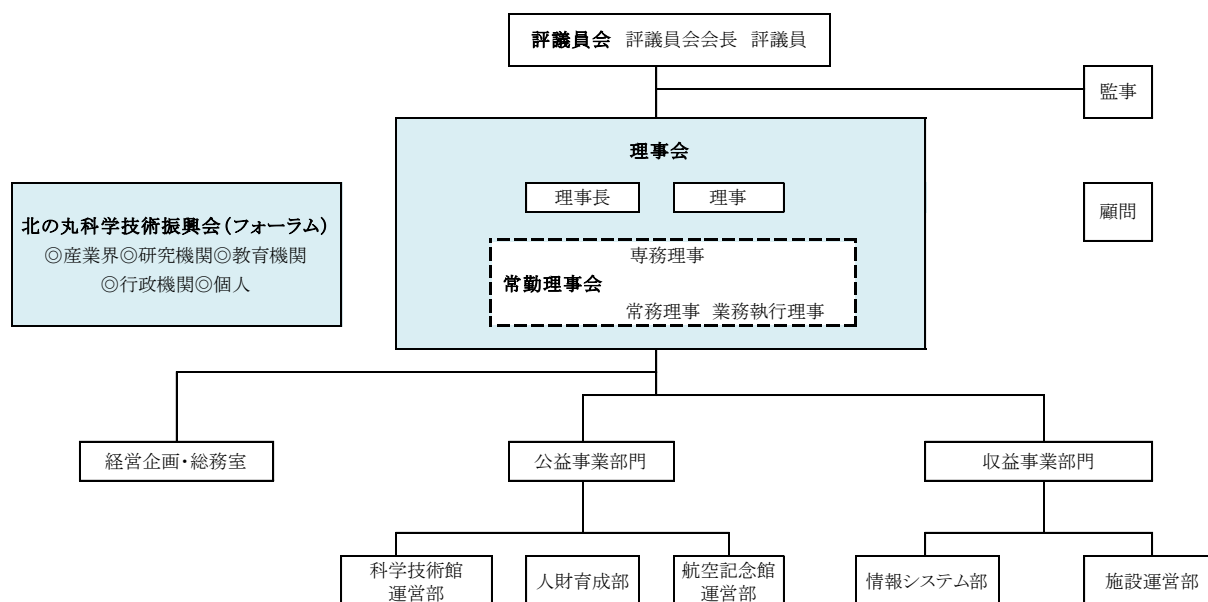 評議員会 評議員会会長 評議員
監事
理事会
理事長 理事
北の丸科学技術振興会(フォーラム)
◎産業界◎研究機関◎教育機関
◎行政機関◎個人
顧問
専務理事
常勤理事会
常務理事 業務執行理事
経営企画・総務室
公益事業部門
収益事業部門
科学技術館
運営部
人財育成部
航空記念館
運営部
情報システム部
施設運営部